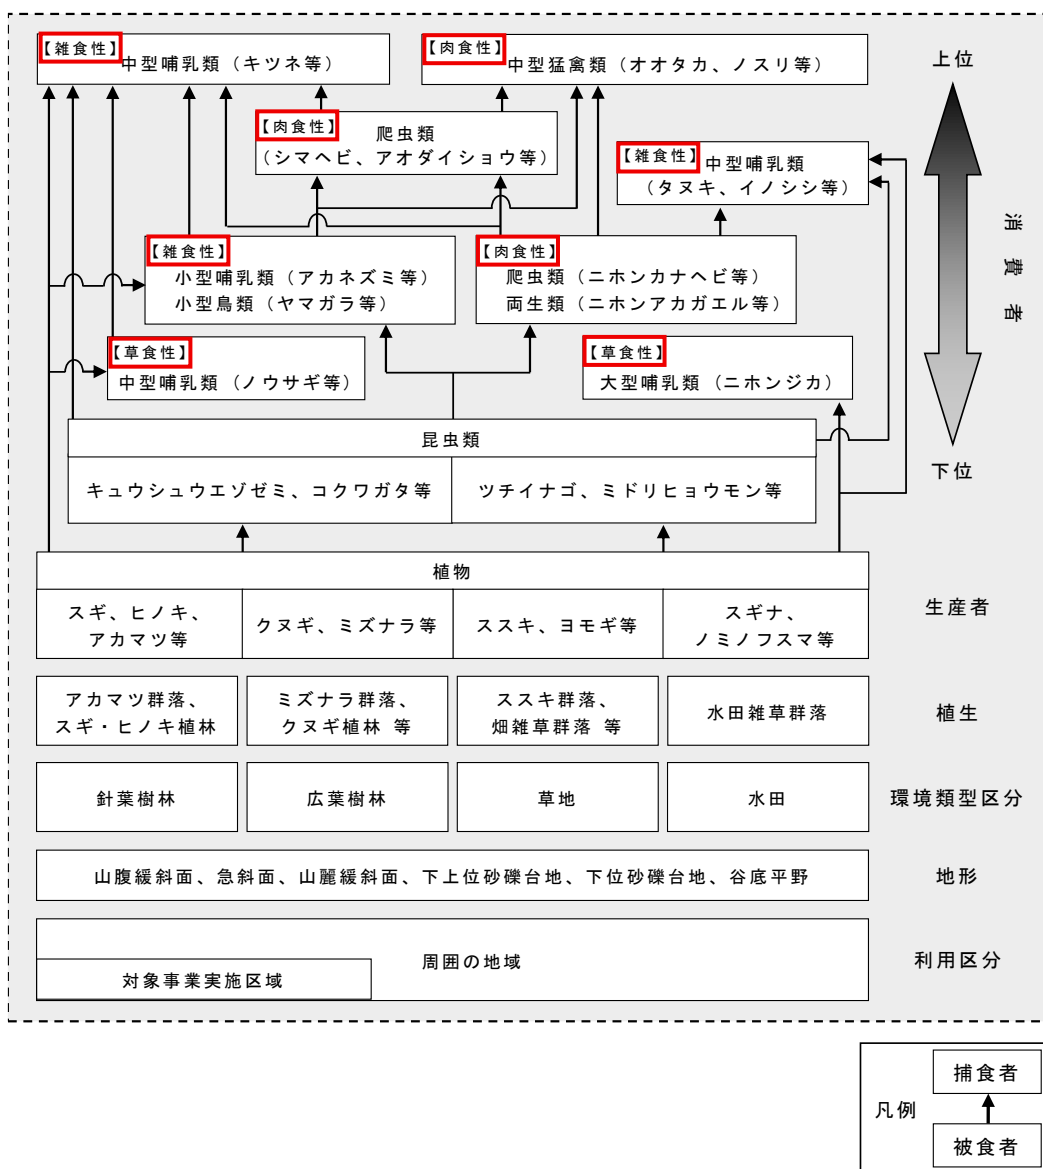 【雑食性】
中型哺乳類（キツネ等）
【肉食性】
中型猛禽類（オオタカ、ノスリ等）
上位
【肉食性】
爬虫類
（シマヘビ、アオダイショウ等）
【雑食性】
中型哺乳類
（タヌキ、イノシシ等）
消費者
【雑食性】
小型哺乳類（アカネズミ等）
小型鳥類（ヤマガラ等）
【肉食性】
爬虫類（ニホンカナヘビ等）
両生類（ニホンアカガエル等）
【草食性】
中型哺乳類（ノウサギ等）
【草食性】
大型哺乳類（ニホンジカ）
昆虫類
下位
キュウシュウエゾゼミ、コクワガタ等
ツチイナゴ、ミドリヒョウモン等
植物
生産者
スギ、ヒノキ、
アカマツ等
クヌギ、ミズナラ等
ススキ、ヨモギ等
スギナ、
ノミノフスマ等
アカマツ群落、
スギ・ヒノキ植林
ミズナラ群落、
クヌギ植林 等
ススキ群落、
畑雑草群落 等
水田雑草群落
植生
針葉樹林
広葉樹林
草地
水田
環境類型区分
山腹緩斜面、急斜面、山麗緩斜面、下上位砂礫台地、下位砂礫台地、谷底平野
地形
周囲の地域
対象事業実施区域
利用区分
凡例
捕食者
被食者